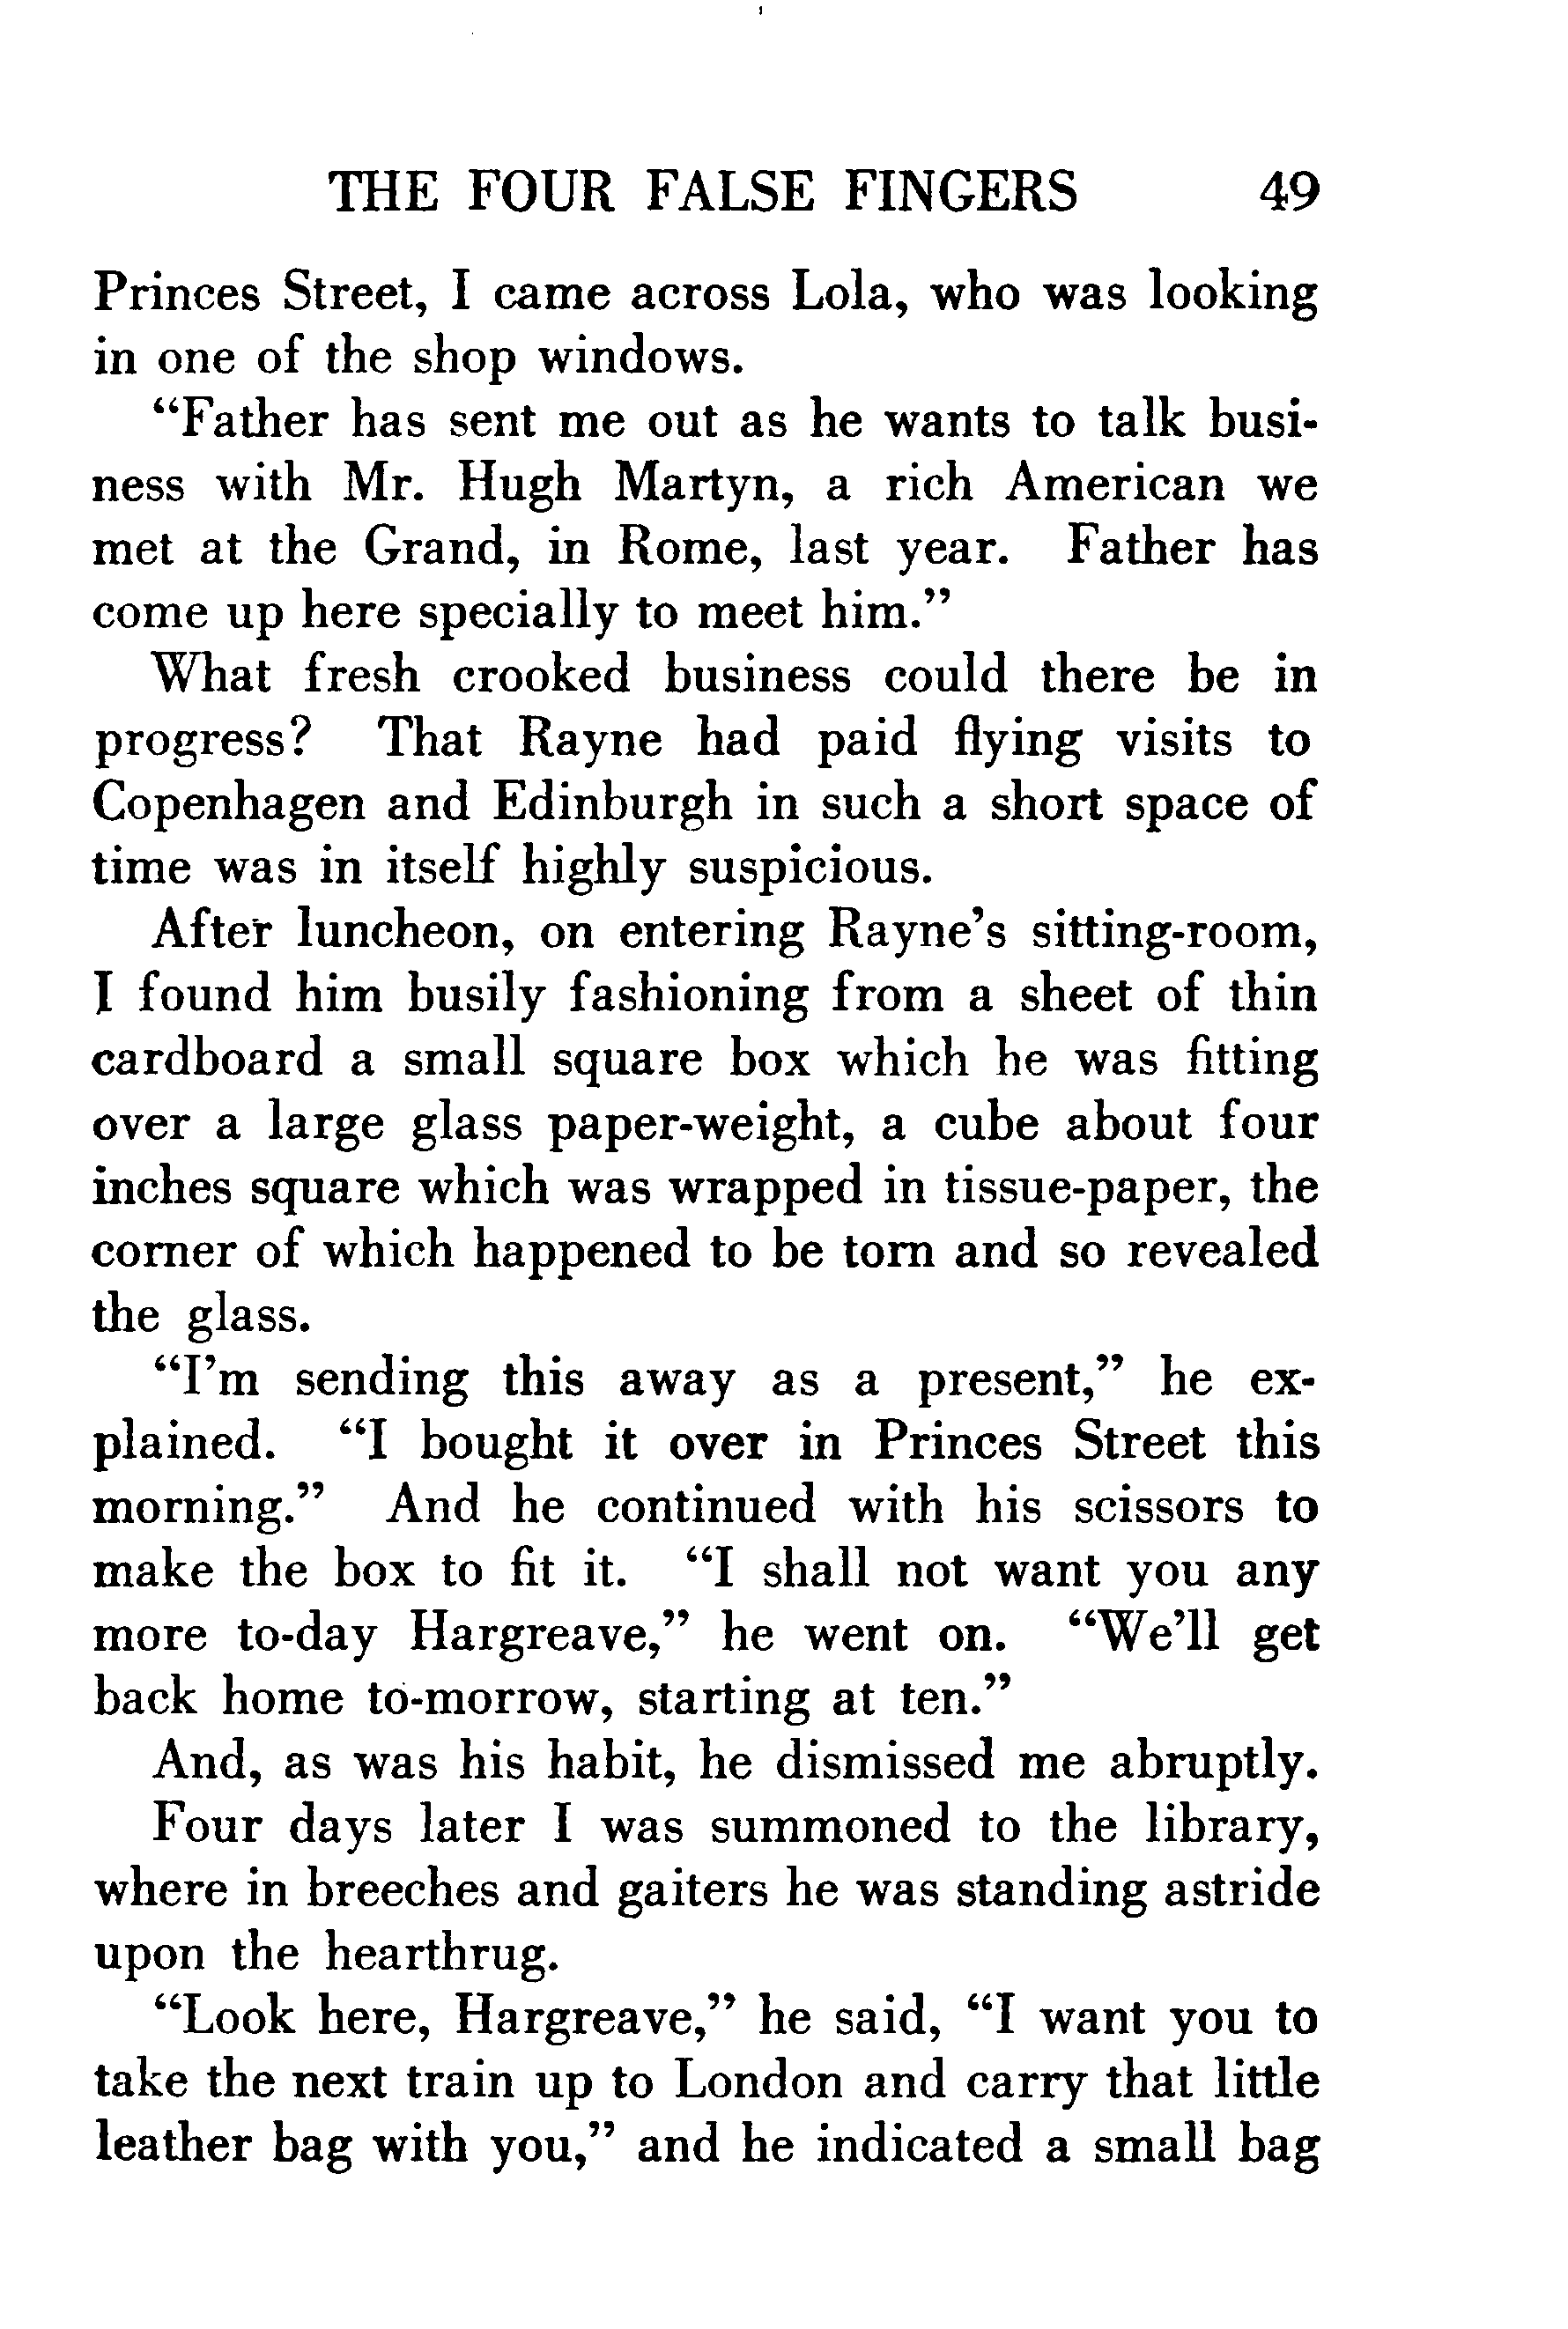 THE FOUR FALSE FINGERS 49
Princes Street, I came across Lola, who was looking
in one of the shop windows.
“Father has sent me out as he wants to talk busi-
ness with Mr. Hugh Martyn, a rich American we
met at the Grand, in Rome, last year. Father has
come up here specially to meet him.”
What fresh crooked business could there be in
progress? That Rayne had paid flying visits to
Copenhagen and Edinburgh in such a short space of
time was in itself highly suspicious.
After luncheon, on entering Rayne’s sitting-room,
I found him busily fashioning from a sheet of thin
cardboard a small square box which he was fitting
over a large glass paper-weight, a cube about four
inches square which was wrapped in tissue-paper, the
corner of which happened to be torn and so revealed
the glass.
“I’m sending this away as a present,” he ex-
plained. “I bought it over in Princes Street this
morning.” And he continued with his scissors to
make the box to fit it. “I shall not want you any
more to-day Hargreave,” he went on. “We’ll get
back home to-morrow, starting at ten.”
And, as was his habit, he dismissed me abruptly.
Four days later I was summoned to the library,
where in breeches and gaiters he was standing astride
upon the hearthrug.
“Look here, Hargreave,” he said, “I want you to
take the next train up to London and carry that little
leather bag with you,” and he indicated a small bag